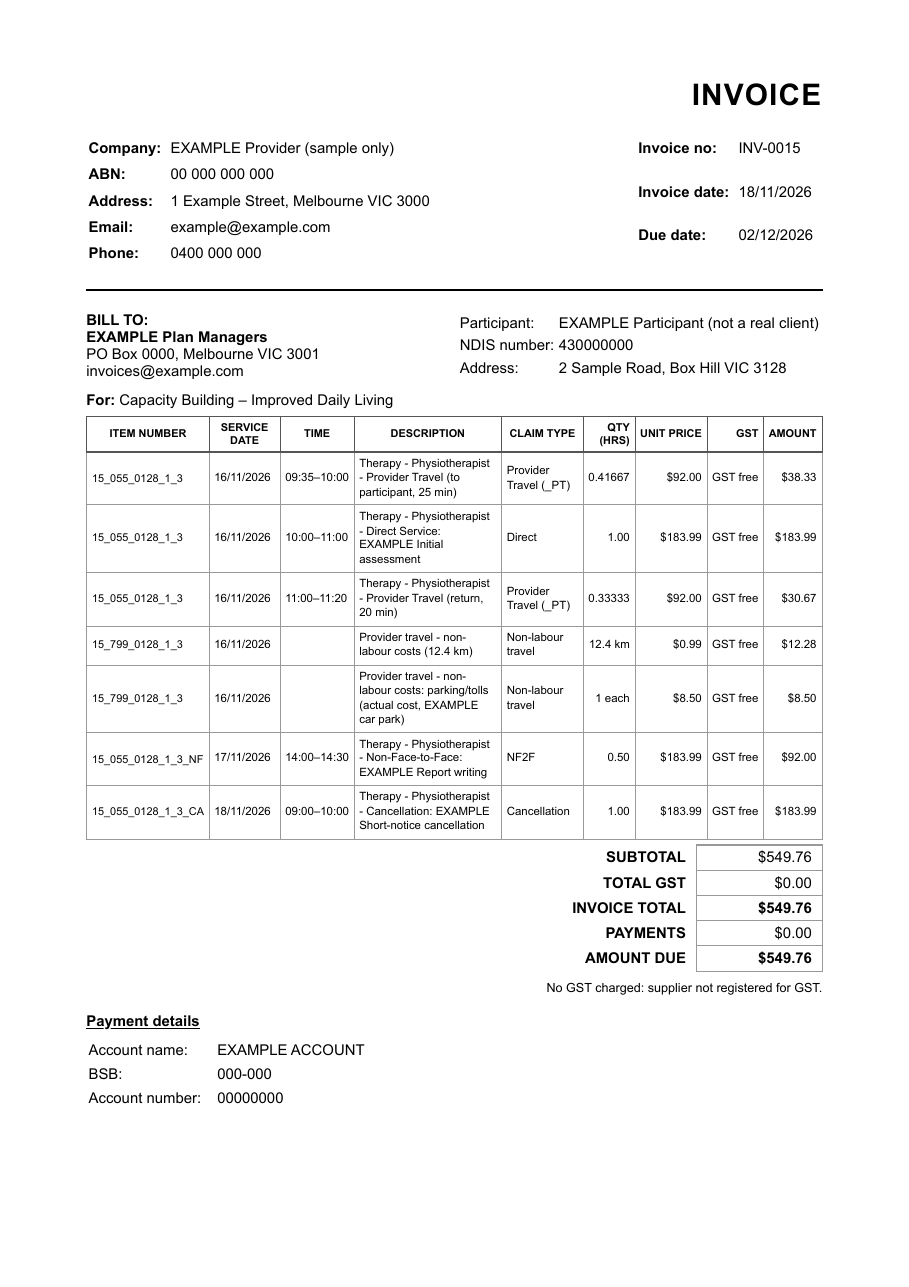 INVOICE
Company: EXAMPLE Provider (sample only)
ABN: 00 000 000 000
Address: 1 Example Street, Melbourne VIC 3000
Email: example@example.com
Phone: 0400 000 000
Invoice no: INV-0015
Invoice date: 18/11/2026
Due date: 02/12/2026
BILL TO:
EXAMPLE Plan Managers
PO Box 0000, Melbourne VIC 3001
invoices@example.com
Participant: EXAMPLE Participant (not a real client)
NDIS number: 430000000
Address: 2 Sample Road, Box Hill VIC 3128
For: Capacity Building – Improved Daily Living
ITEM NUMBER
SERVICE
DATE
TIME
DESCRIPTION
CLAIM TYPE
QTY
(HRS)
UNIT PRICE
GST
AMOUNT
15_055_0128_1_3
16/11/2026
09:35–10:00
Therapy - Physiotherapist
- Provider Travel (to
participant, 25 min)
Provider
Travel (_PT)
0.41667
$92.00
GST free
$38.33
15_055_0128_1_3
16/11/2026
10:00–11:00
Therapy - Physiotherapist
- Direct Service:
EXAMPLE Initial
assessment
Direct
1.00
$183.99
GST free
$183.99
15_055_0128_1_3
16/11/2026
11:00–11:20
Therapy - Physiotherapist
- Provider Travel (return,
20 min)
Provider
Travel (_PT)
0.33333
$92.00
GST free
$30.67
15_799_0128_1_3
16/11/2026
Provider travel - non-
labour costs (12.4 km)
Non-labour
travel
12.4 km
$0.99
GST free
$12.28
15_799_0128_1_3
16/11/2026
Provider travel - non-
labour costs: parking/tolls
(actual cost, EXAMPLE
car park)
Non-labour
travel
1 each
$8.50
GST free
$8.50
15_055_0128_1_3_NF
17/11/2026
14:00–14:30
Therapy - Physiotherapist
- Non-Face-to-Face:
EXAMPLE Report writing
NF2F
0.50
$183.99
GST free
$92.00
15_055_0128_1_3_CA
18/11/2026
09:00–10:00
Therapy - Physiotherapist
- Cancellation: EXAMPLE
Short-notice cancellation
Cancellation
1.00
$183.99
GST free
$183.99
SUBTOTAL $549.76
TOTAL GST $0.00
INVOICE TOTAL $549.76
PAYMENTS $0.00
AMOUNT DUE $549.76
No GST charged: supplier not registered for GST.
Payment details
Account name: EXAMPLE ACCOUNT
BSB: 000-000
Account number: 00000000